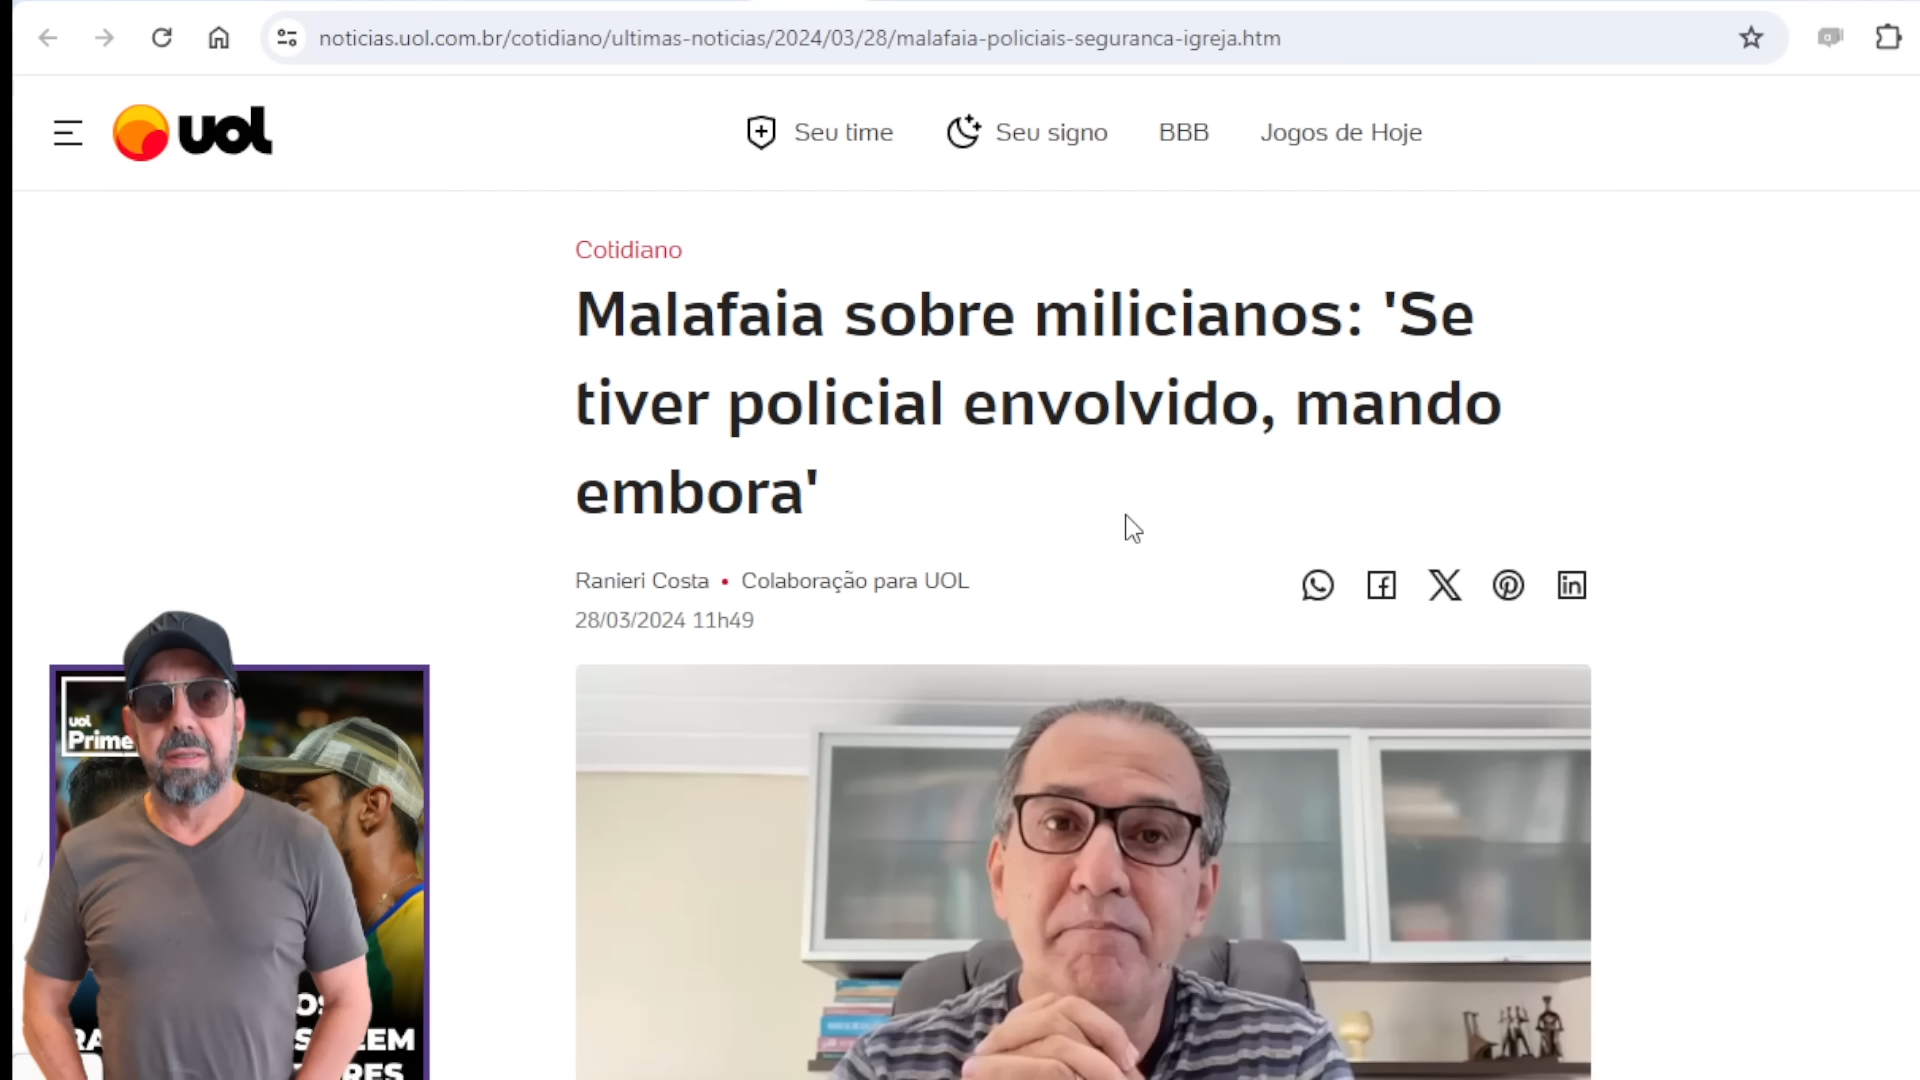 noticias.uol.com.br/cotidiano/ultimas-noticias/2024/03/28/malafaia-policiais-seguranca-igreja.htm
uol
Seu time
Seu signo
BBB
Jogos de Hoje
Cotidiano
Malafaia sobre milicianos: 'Se
tiver policial envolvido, mando
embora'
Ranieri Costa • Colaboração para UOL
28/03/2024 11h49
uol
Prime